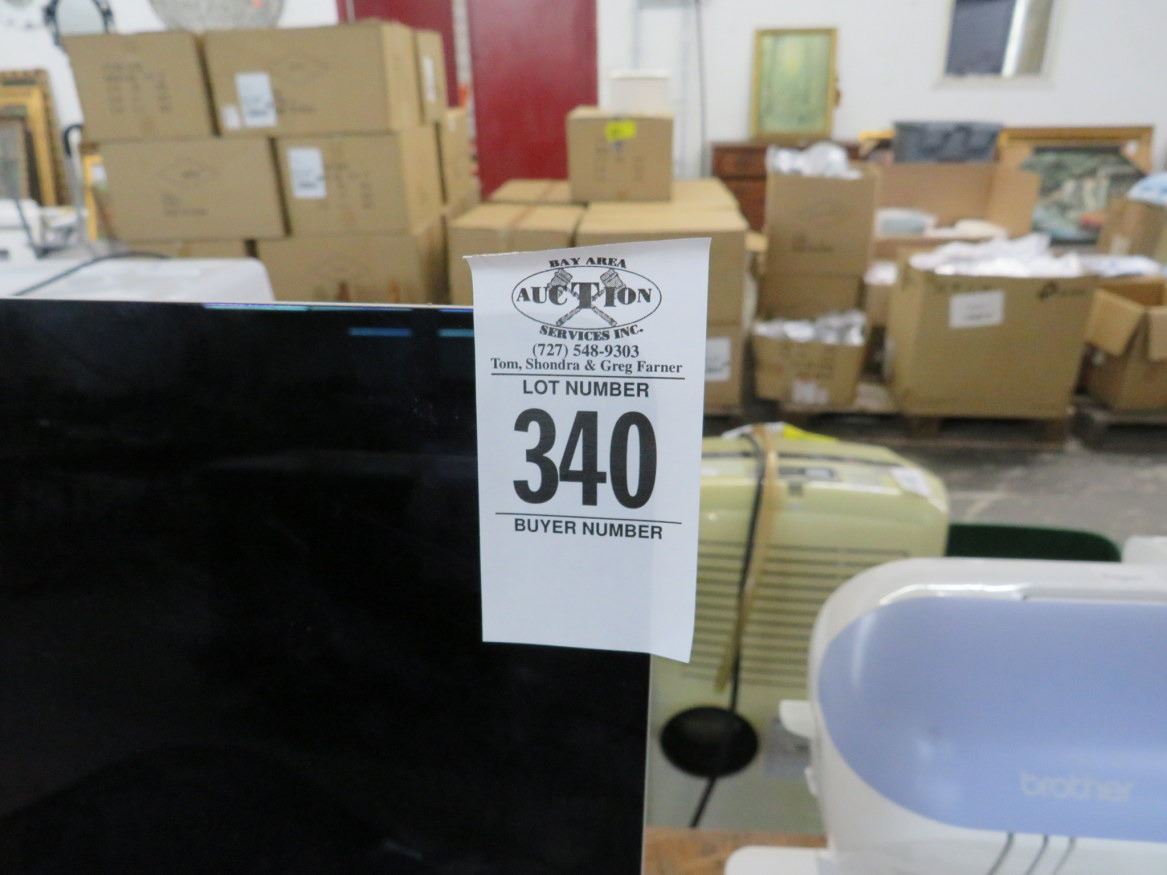 BAY AREA
AUCTION
SERVICES INC.
(727) 548-9303
Tom, Shondra & Greg Farner
LOT NUMBER
340
BUYER NUMBER
brother